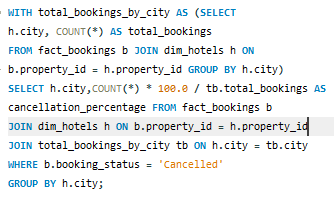 WITH total_bookings_by_city AS (SELECT
h.city, COUNT(*) AS total_bookings
FROM fact_bookings b JOIN dim_hotels h ON
b.property_id = h.property_id GROUP BY h.city)
SELECT h.city,COUNT(*) * 100.0 / tb.total_bookings AS
cancellation_percentage FROM fact_bookings b
JOIN dim_hotels h ON b.property_id = h.property_id
JOIN total_bookings_by_city tb ON h.city = tb.city
WHERE b.booking_status = 'Cancelled'
GROUP BY h.city;